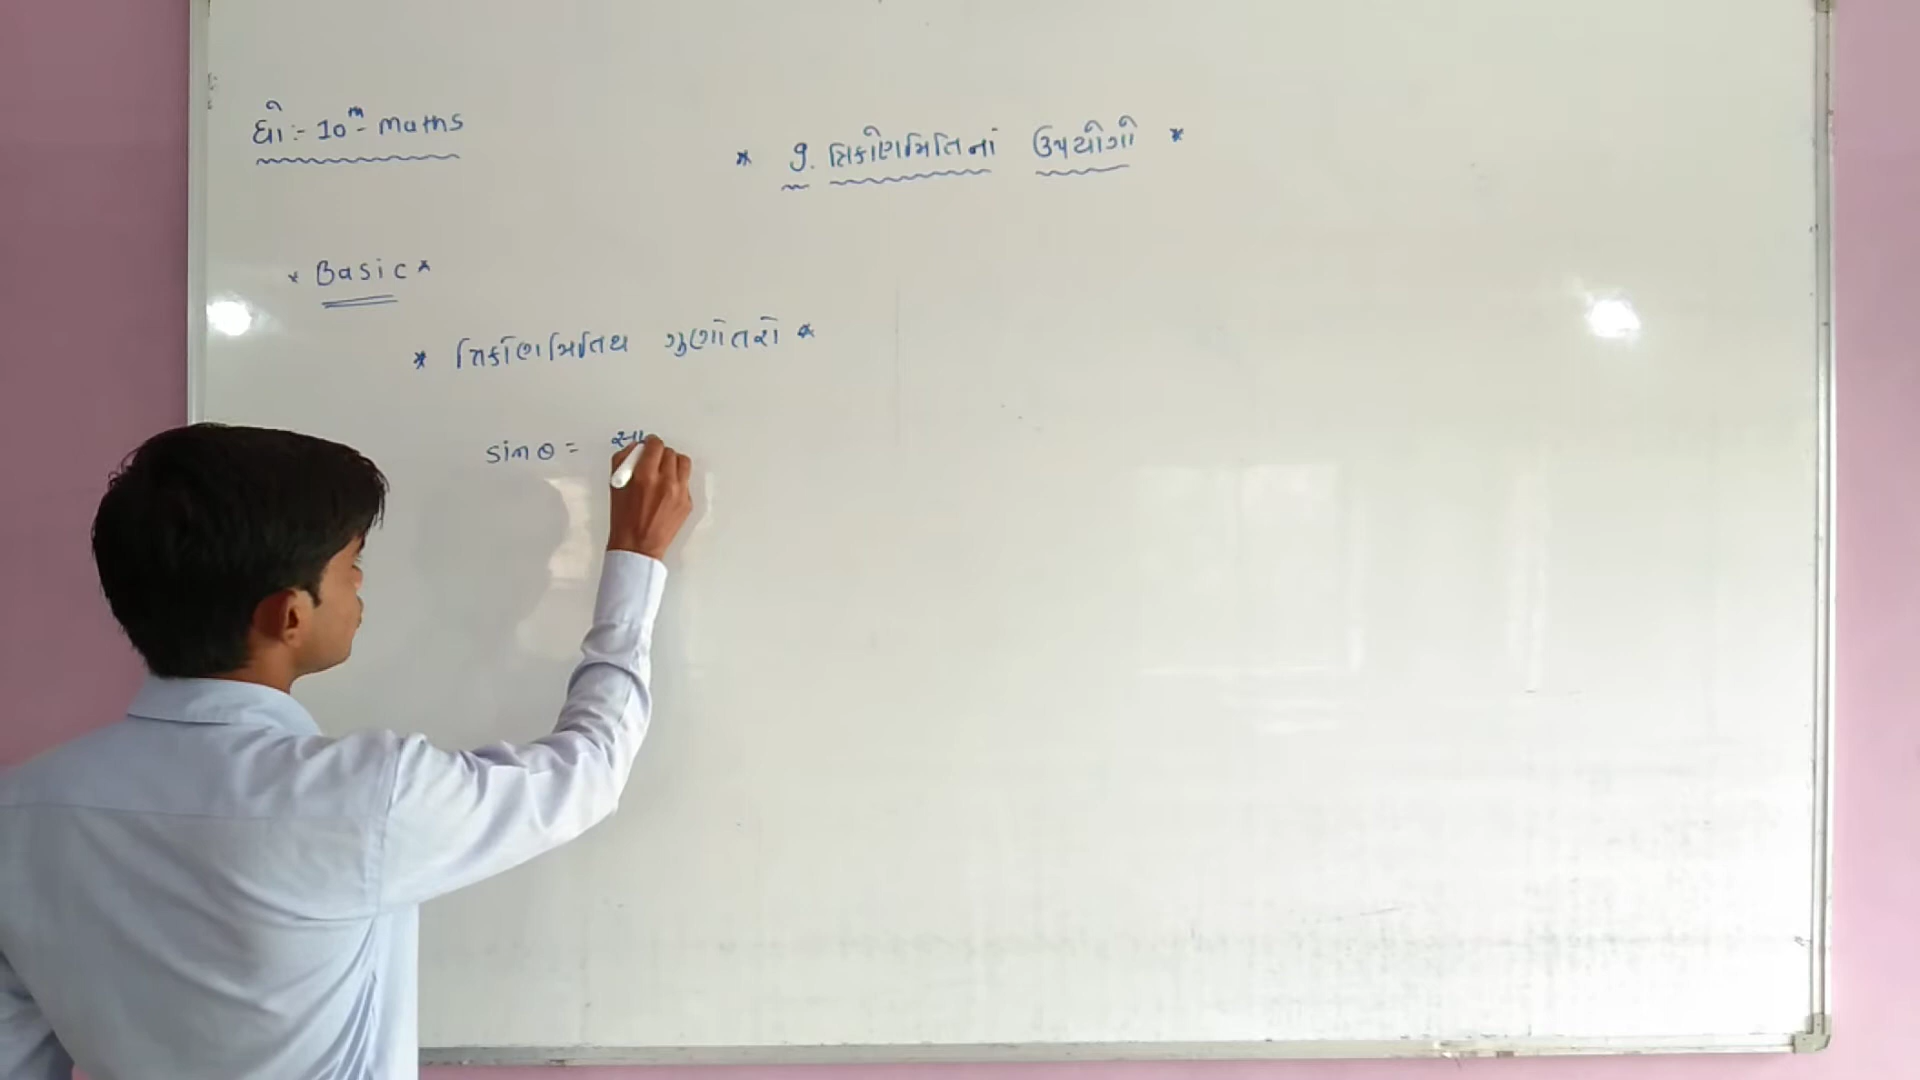 ધો :- 10th - maths
* 9. ત્રિકોણમિતિનાં ઉપયોગો *
* Basic *
* ત્રિકોણમિતિય ગુણોતરો *
sin θ = સા